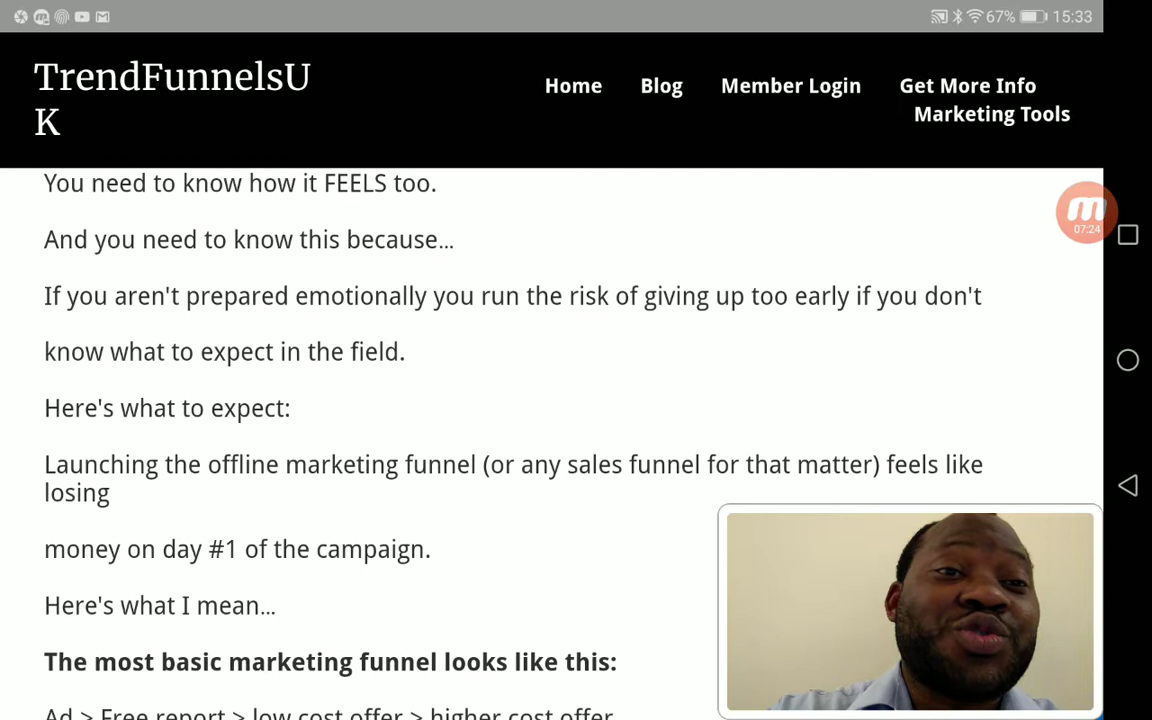 67% 15:33
TrendFunnelsU
K
Home Blog Member Login Get More Info
Marketing Tools
You need to know how it FEELS too.
07:24
And you need to know this because...
If you aren't prepared emotionally you run the risk of giving up too early if you don't
know what to expect in the field.
Here's what to expect:
Launching the offline marketing funnel (or any sales funnel for that matter) feels like
losing
money on day #1 of the campaign.
Here's what I mean...
The most basic marketing funnel looks like this:
Ad > Free report > low cost offer > higher cost offer